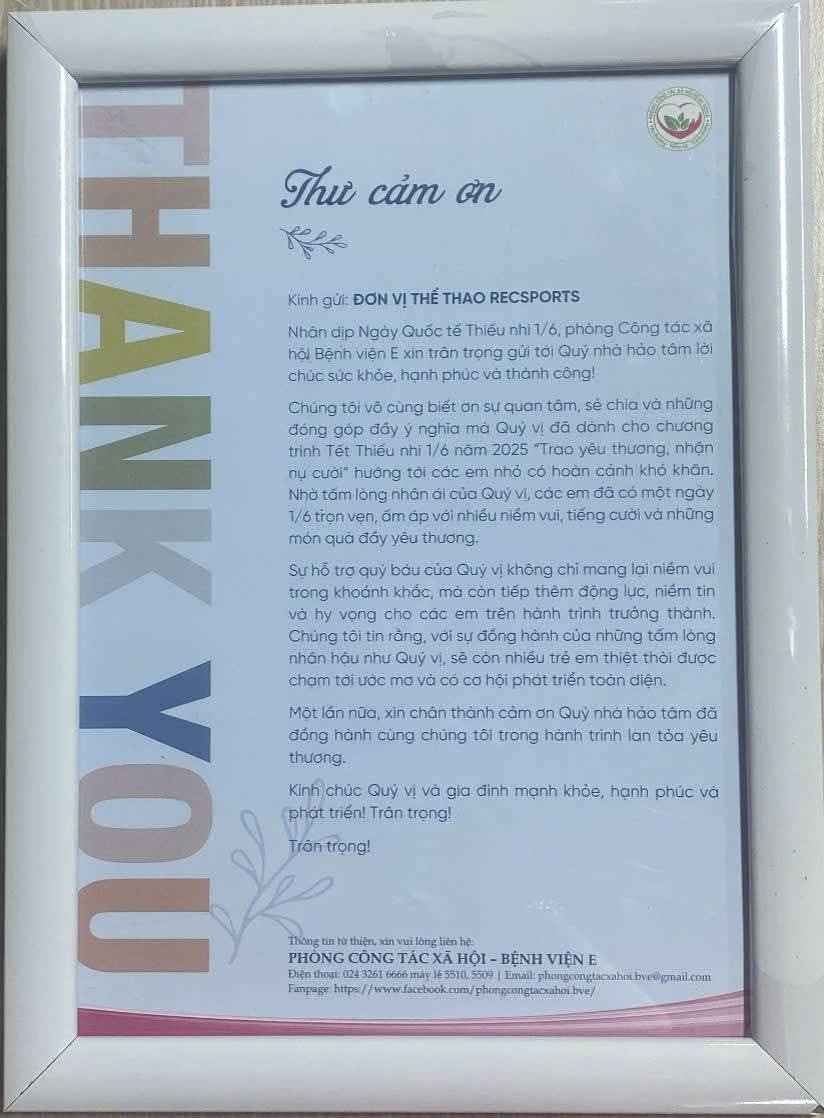 THANK YOU
Thư cảm ơn
Kính gửi: ĐƠN VỊ THỂ THAO RECSPORTS
Nhân dịp Ngày Quốc tế Thiếu nhi 1/6, phòng Công tác xã
hội Bệnh viện E xin trân trọng gửi tới Quý nhà hảo tâm lời
chúc sức khỏe, hạnh phúc và thành công!
Chúng tôi vô cùng biết ơn sự quan tâm, sẻ chia và những
đóng góp đầy ý nghĩa mà Quý vị đã dành cho chương
trình Tết Thiếu nhi 1/6 năm 2025 "Trao yêu thương, nhận
nụ cười" hướng tới các em nhỏ có hoàn cảnh khó khăn.
Nhờ tấm lòng nhân ái của Quý vị, các em đã có một ngày
1/6 trọn vẹn, ấm áp với nhiều niềm vui, tiếng cười và những
món quà đầy yêu thương.
Sự hỗ trợ quý báu của Quý vị không chỉ mang lại niềm vui
trong khoảnh khắc, mà còn tiếp thêm động lực, niềm tin
và hy vọng cho các em trên hành trình trưởng thành.
Chúng tôi tin rằng, với sự đồng hành của những tấm lòng
nhân hậu như Quý vị, sẽ còn nhiều trẻ em thiệt thòi được
chạm tới ước mơ và có cơ hội phát triển toàn diện.
Một lần nữa, xin chân thành cảm ơn Quý nhà hảo tâm đã
đồng hành cùng chúng tôi trong hành trình lan tỏa yêu
thương.
Kính chúc Quý vị và gia đình mạnh khỏe, hạnh phúc và
phát triển! Trân trọng!
Trân trọng!
Thông tin từ thiện, xin vui lòng liên hệ:
PHÒNG CÔNG TÁC XÃ HỘI – BỆNH VIỆN E
Điện thoại: 024 3261 6666 máy lẻ 5510, 5509 | Email: phongcongtacxahoi.bve@gmail.com
Fanpage: https://www.facebook.com/phongcongtacxahoi.bve/